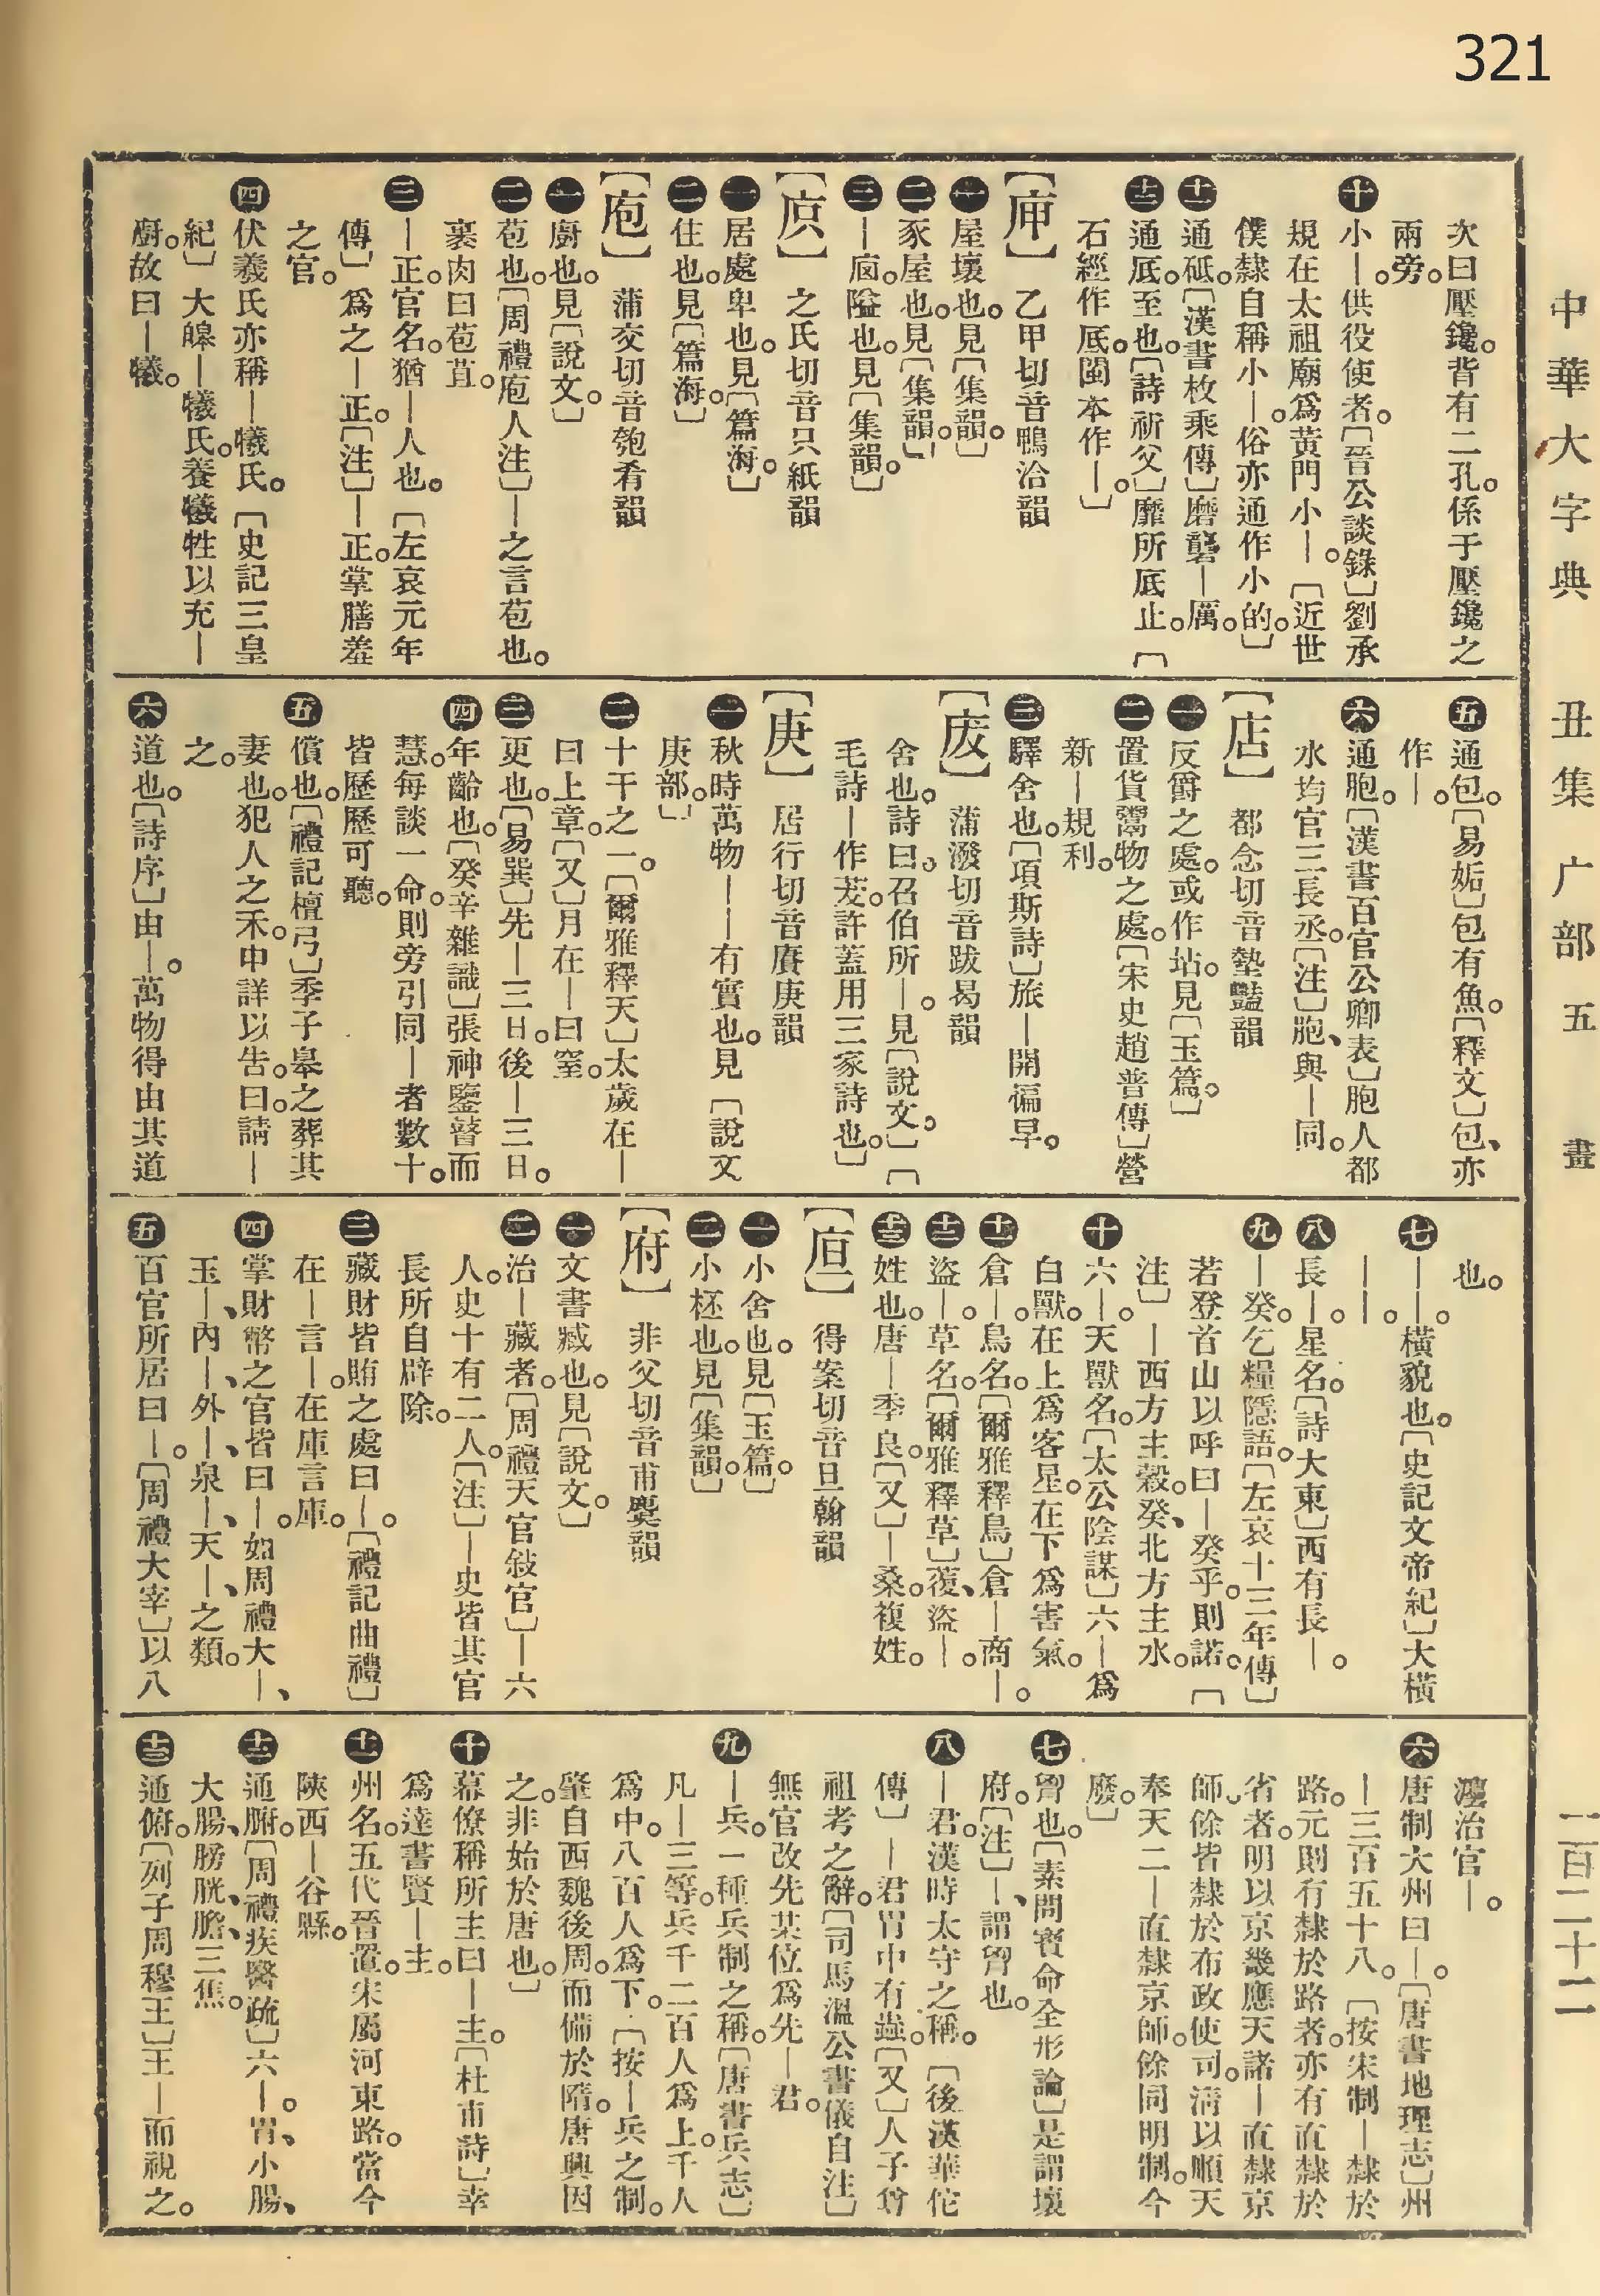 321
中華大字典 丑集 广部 五畫 一百二十二
次曰壓鑱。背有二孔。係于壓鑱之
兩旁。
十 小—。供役使者。〔晉公談錄〕劉承
規在太祖廟爲黃門小—。〔近世
僕隸自稱小—。俗亦通作小的。〕
十一 通砥。〔漢書枚乘傳〕磨礱—厲。
十二 通厎。至也。〔詩祈父〕靡所底止。〔
石經作厎。閩本作—。〕
【庘】 乙甲切音鴨洽韻
一 屋壞也。見〔集韻。〕
二 豕屋也。見〔集韻。〕
三 —㢊。隘也。見〔集韻。〕
【㡳】 之氏切音只紙韻
一 居處卑也。見〔篇海。〕
二 住也。見〔篇海。〕
【庖】 蒲交切音匏肴韻
一 廚也。見〔說文。〕
二 苞也。〔周禮庖人注〕—之言苞也。
裹肉曰苞苴。
三 —正。官名。猶—人也。〔左哀元年
傳〕爲之—正。〔注〕—正。掌膳羞
之官。
四 伏羲氏亦稱—犧氏。〔史記三皇
紀〕大皞—犧氏。養犧牲以充—
廚。故曰—犧。
五 通包。〔易姤〕包有魚。〔釋文〕包、亦
作—。
六 通胞。〔漢書百官公卿表〕胞人都
水均官三長丞。〔注〕胞、與—同。
【店】 都念切音墊豔韻
一 反爵之處。或作坫。見〔玉篇。〕
二 置貨鬻物之處。〔宋史趙普傳〕營
新—規利。
三 驛舍也。〔項斯詩〕旅—開徧早。
【废】 蒲潑切音跋曷韻
舍也。詩曰。召伯所—。見〔說文。〕〔
毛詩—作茇。許蓋用三家詩也。〕
【庚】 居行切音賡庚韻
一 秋時萬物——有實也。見〔說文
庚部。〕
二 十干之一。〔爾雅釋天〕太歲在—
曰上章。〔又〕月在—曰窒。
三 更也。〔易巽〕先—三日。後—三日。
四 年齡也。〔癸辛雜識〕張神鑒瞽而
慧。每談一命。則旁引同—者數十。
皆歷歷可聽。
五 償也。〔禮記檀弓〕季子臯之葬其
妻。也。犯人之禾。申詳以告。曰。請—
之。
六 道也。〔詩序〕由—。萬物得由其道
也。
七 ——。橫貌也。〔史記文帝紀〕大橫
——。
八 長—。星名。〔詩大東〕西有長—。
九 —癸。乞糧隱語。〔左哀十三年傳〕
若登首山以呼曰—癸乎。則諾。〔
注〕—西方主穀。癸、北方主水。
十 六—。天獸名。〔太公陰謀〕六—爲
白獸。在上爲客星。在下爲害氣。
十一 倉—。鳥名。〔爾雅釋鳥〕倉—商—。
十二 盜—。草名。〔爾雅釋草〕蕧、盜—。
十三 姓也。唐—季良。〔又〕—桑。複姓。
【㡺】 得案切音旦翰韻
一 小舍也。見〔玉篇。〕
二 小柸也。見〔集韻。〕
【府】 非父切音甫麌韻
一 文書臧也。見〔說文。〕
二 治—藏者。〔周禮天官敍官〕—六
人。史十有二人。〔注〕—史皆其官
長所自辟除。
三 藏財皆賄之處曰—。〔禮記曲禮〕
在—言—。在庫言庫。
四 掌財幣之官皆曰—。如周禮大—、
玉—、內—、外—、泉—、天—、之類。
五 百官所居曰—。〔周禮大宰〕以八
灋治官—。
六 唐制大州曰—。〔唐書地理志〕州
—三百五十八。〔按宋制—隸於
路。元則有隸於路者。亦有直隸於
省者。明以京畿應天諸—直隸京
師。餘皆隸於布政使司。淸以順天
奉天二—直隸京師。餘同明制。今
廢。〕
七 胷也。〔素問寶命全形論〕是謂壞
府。〔注〕—、謂胷也。
八 —君。漢時太守之稱。〔後漢華佗
傳〕—君胃中有蟲。〔又〕人子尊
祖考之辭。〔司馬溫公書儀自注〕
無官改先某位爲先—君。
九 —兵。一種兵制之稱。〔唐書兵志〕
凡—三等。兵千二百人爲上。千人
爲中。八百人爲下。〔按—兵之制。
肇自西魏後周。而備於隋。唐興因
之。非始於唐也。〕
十 幕僚稱所主曰—主。〔杜甫詩〕幸
爲達書賢—主。
十一 州名。五代晉置。宋屬河東路。當今
陝西—谷縣。
十二 通腑。〔周禮疾醫疏〕六—。胃、小腸、
大腸、膀胱、膽、三焦。
十三 通俯。〔列子周穆王〕王—而視之。